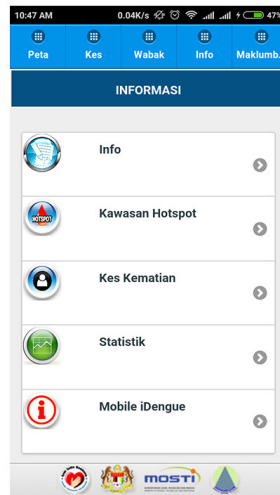 10:47 AM 0.04K/s 47%
Peta Kes Wabak Info Maklumb.
INFORMASI
Info
HOTSPOT
Kawasan Hotspot
Kes Kematian
Statistik
Mobile iDengue
MOSTI